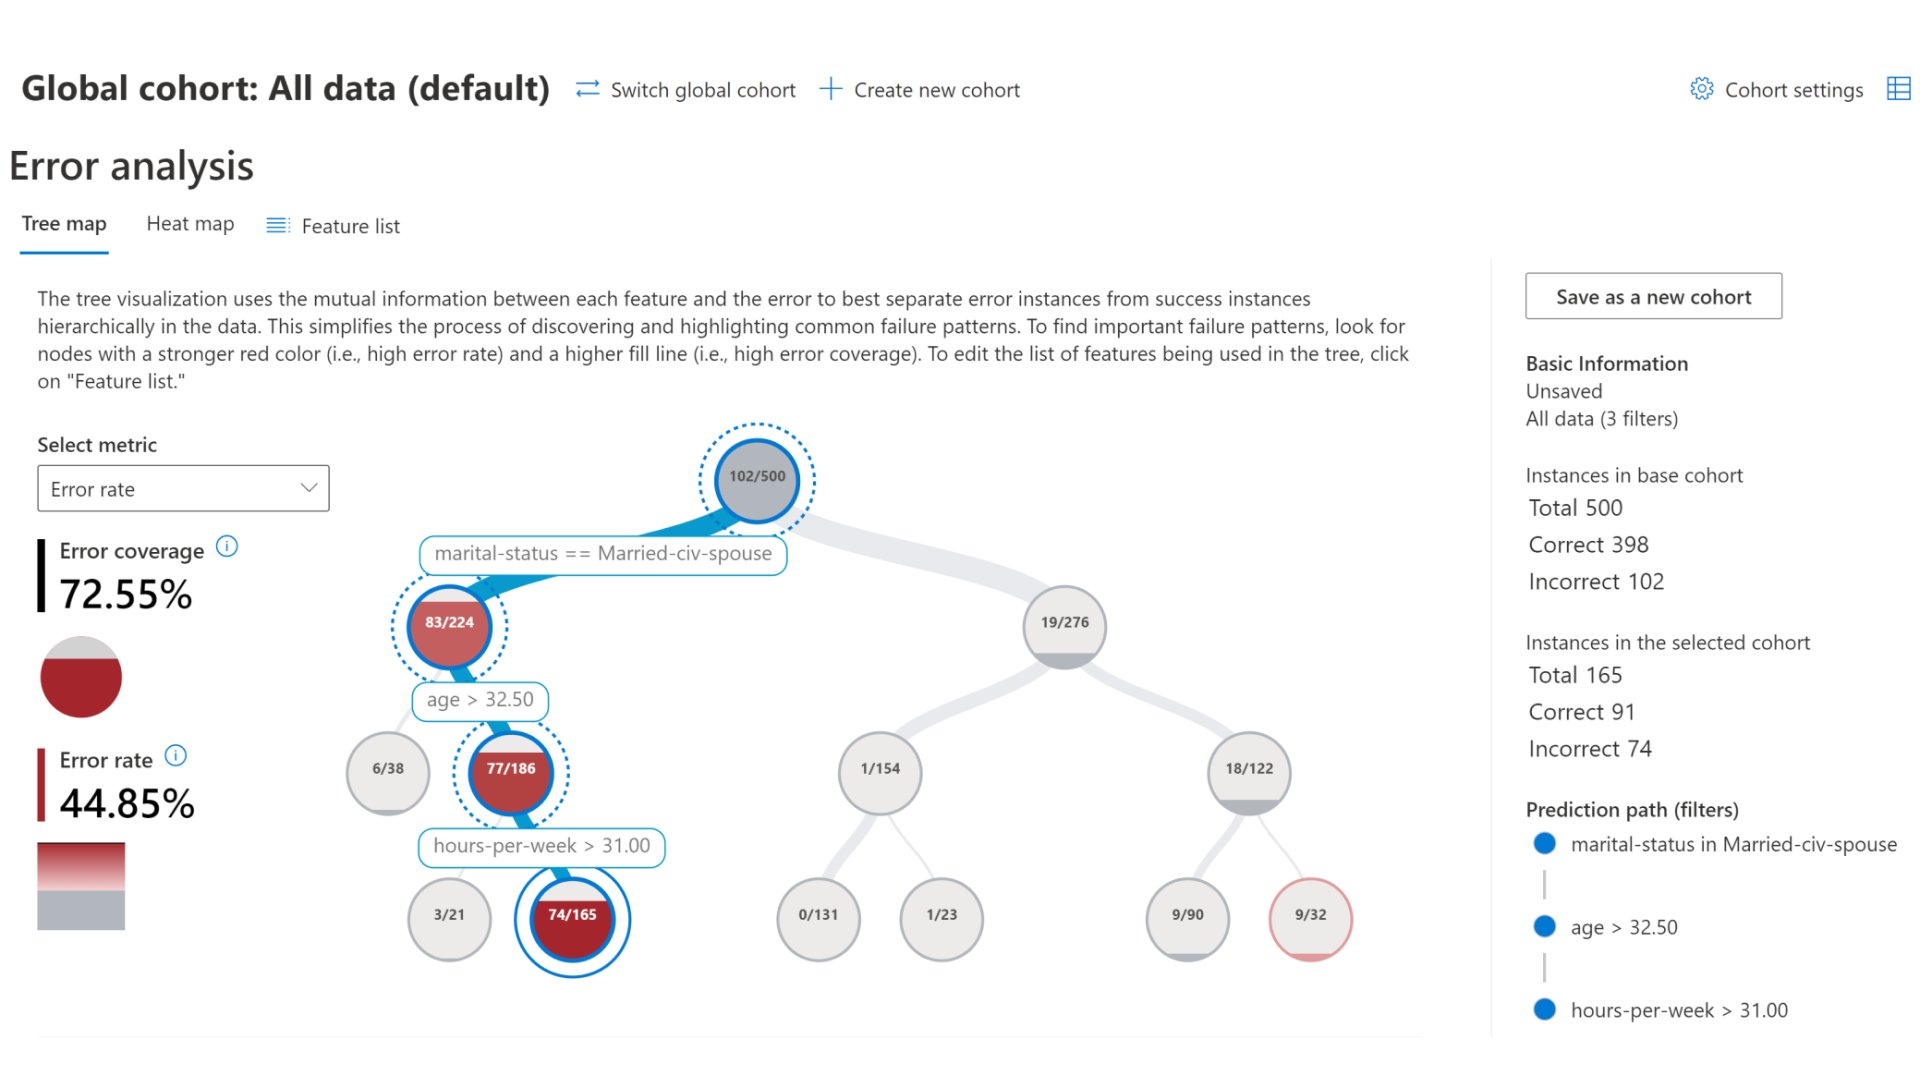 Global cohort: All data (default)
Switch global cohort
Create new cohort
Cohort settings
Error analysis
Tree map
Heat map
Feature list
The tree visualization uses the mutual information between each feature and the error to best separate error instances from success instances
hierarchically in the data. This simplifies the process of discovering and highlighting common failure patterns. To find important failure patterns, look for
nodes with a stronger red color (i.e., high error rate) and a higher fill line (i.e., high error coverage). To edit the list of features being used in the tree, click
on "Feature list."
Select metric
Error rate
Error coverage
72.55%
Error rate
44.85%
102/500
marital-status == Married-civ-spouse
83/224
19/276
age > 32.50
6/38
77/186
1/154
18/122
hours-per-week > 31.00
3/21
74/165
0/131
1/23
9/90
9/32
Save as a new cohort
Basic Information
Unsaved
All data (3 filters)
Instances in base cohort
Total 500
Correct 398
Incorrect 102
Instances in the selected cohort
Total 165
Correct 91
Incorrect 74
Prediction path (filters)
marital-status in Married-civ-spouse
age > 32.50
hours-per-week > 31.00